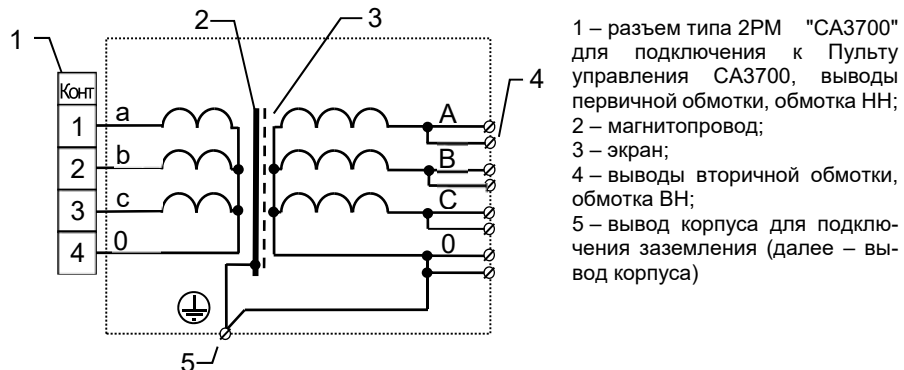 2
3
1
4
Конт
1
a
A
2
b
B
3
c
C
4
0
0
5
1 – разъем типа 2РМ "СА3700"
для подключения к Пульту
управления СА3700, выводы
первичной обмотки, обмотка НН;
2 – магнитопровод;
3 – экран;
4 – выводы вторичной обмотки,
обмотка ВН;
5 – вывод корпуса для подклю-
чения заземления (далее – вы-
вод корпуса)